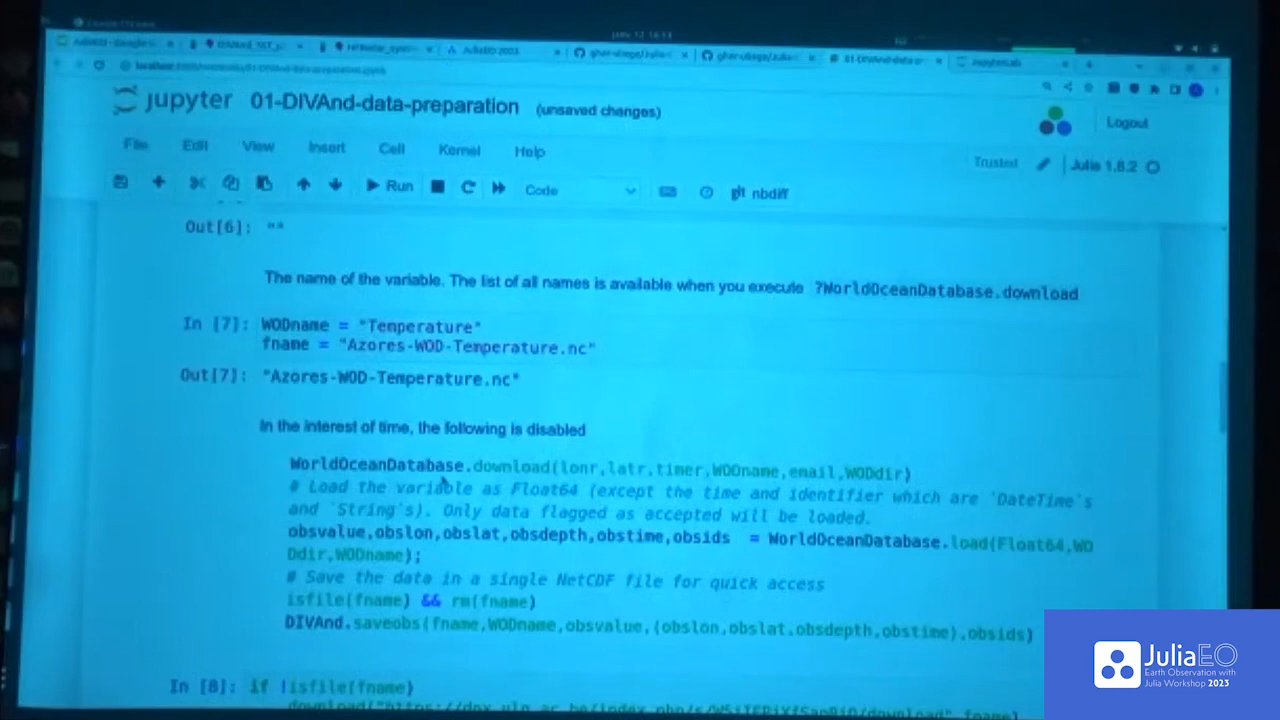 JuliaEO 2023
jupyter 01-DIVAnd-data-preparation (unsaved changes)
Logout
File Edit View Insert Cell Kernel Help
Trusted Julia 1.8.2
Run Code git nbdiff
Out[6]: ""
The name of the variable. The list of all names is available when you execute ?WorldOceanDatabase.download
In [7]: WODname = "Temperature"
fname = "Azores-WOD-Temperature.nc"
Out[7]: "Azores-WOD-Temperature.nc"
In the interest of time, the following is disabled
WorldOceanDatabase.download(lonr,latr,timer,WODname,email,WODdir)
# Load the variable as Float64 (except the time and identifier which are `DateTime's
and `String's). Only data flagged as accepted will be loaded.
obsvalue,obslon,obslat,obsdepth,obstime,obsids = WorldOceanDatabase.load(Float64,WO
Ddir,WODname);
# Save the data in a single NetCDF file for quick access
isfile(fname) && rm(fname)
DIVAnd.saveobs(fname,WODname,obsvalue,(obslon,obslat,obsdepth,obstime),obsids)
In [8]: if !isfile(fname)
JuliaEO
Earth Observation with
Julia Workshop 2023